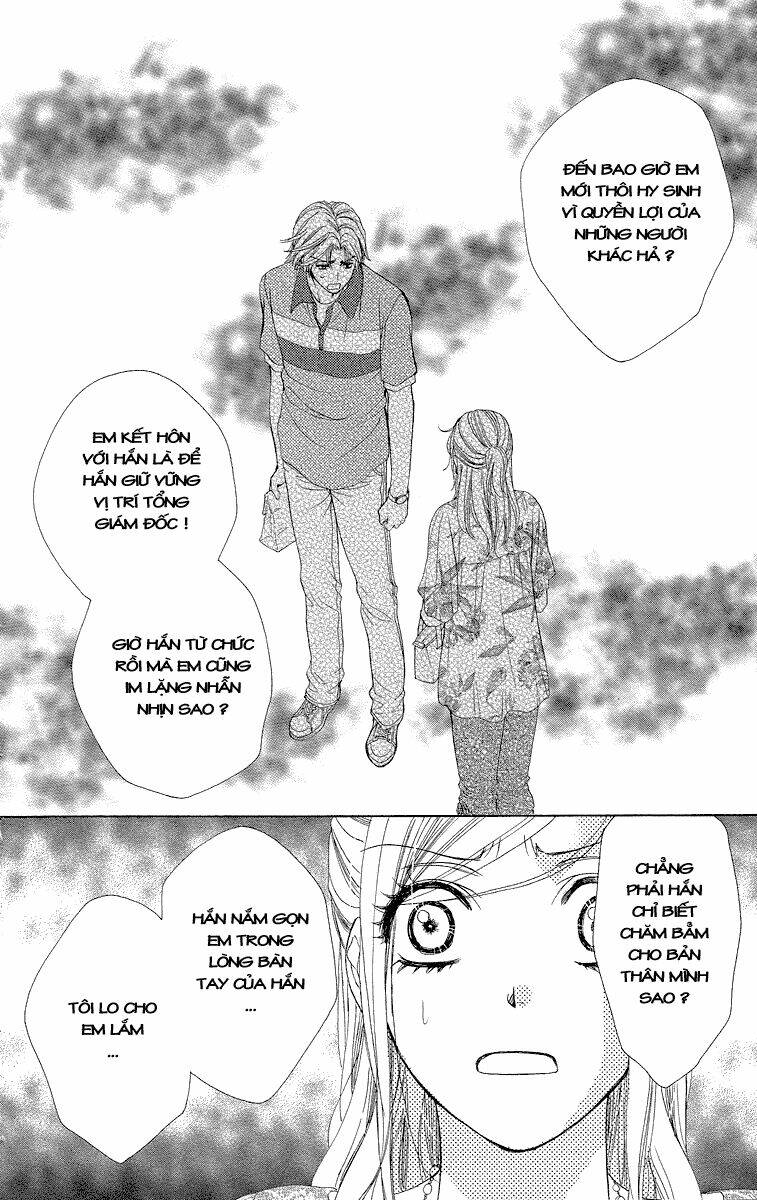 ĐẾN BAO GIỜ EM
MỚI THÔI HY SINH
VÌ QUYỀN LỢI CỦA
NHỮNG NGƯỜI
KHÁC HẢ ?
EM KẾT HÔN
VỚI HẮN LÀ ĐỂ
HẮN GIỮ VỮNG
VỊ TRÍ TỔNG
GIÁM ĐỐC !
GIỜ HẮN TỪ CHỨC
RỒI MÀ EM CŨNG
IM LẶNG NHẪN
NHỊN SAO ?
CHẲNG
PHẢI HẮN
CHỈ BIẾT
CHĂM BẲM
CHO BẢN
THÂN MÌNH
SAO ?
HẮN NẮM GỌN
EM TRONG
LÒNG BÀN
TAY CỦA HẮN
...
TÔI LO CHO
EM LẮM
...